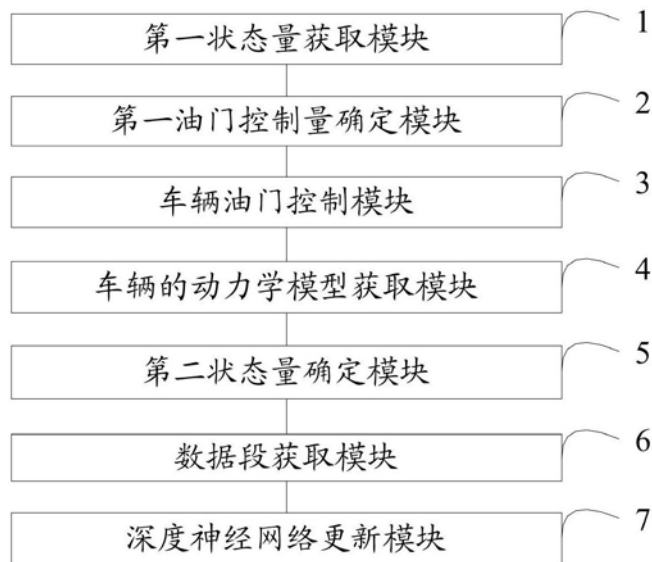 第一状态量获取模块 1
第一油门控制量确定模块 2
车辆油门控制模块 3
车辆的动力学模型获取模块 4
第二状态量确定模块 5
数据段获取模块 6
深度神经网络更新模块 7